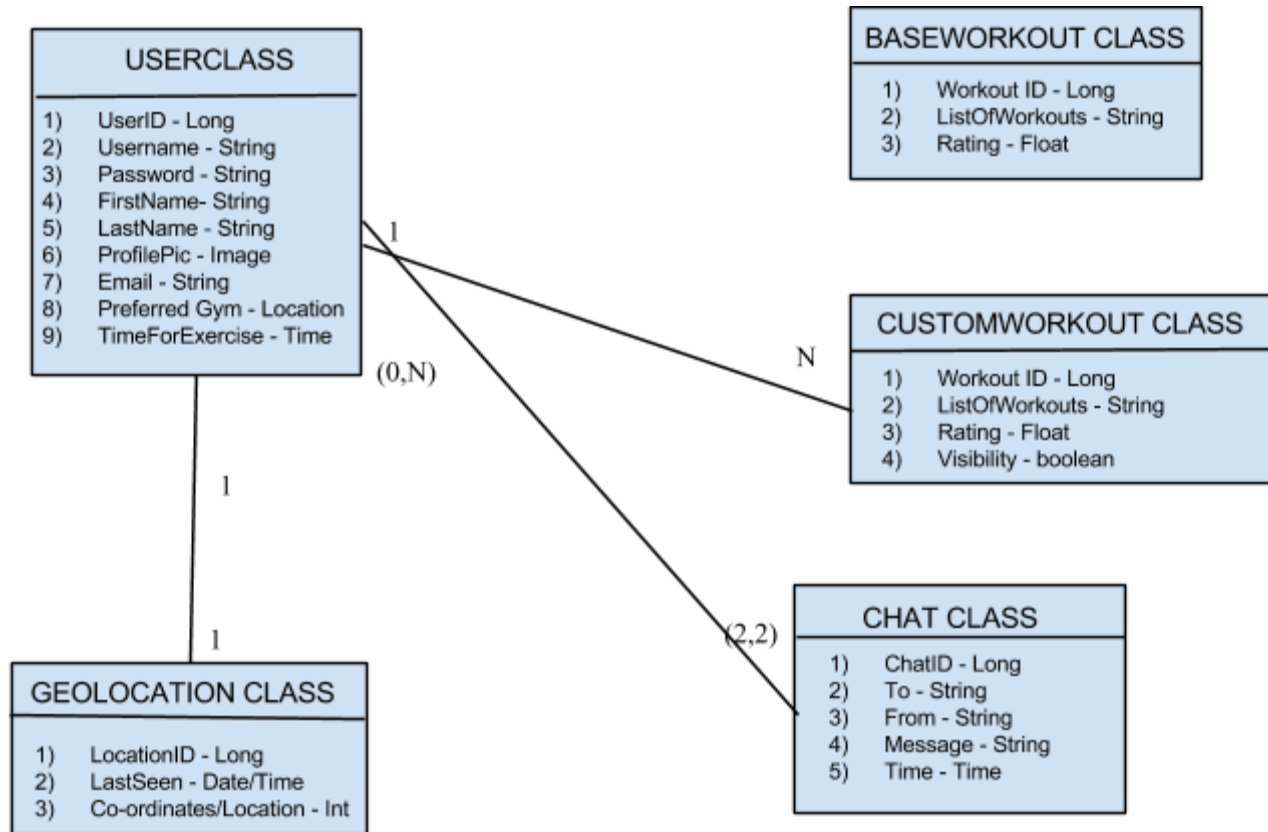 USERCLASS
1) UserID - Long
2) Username - String
3) Password - String
4) FirstName- String
5) LastName - String
6) ProfilePic - Image
7) Email - String
8) Preferred Gym - Location
9) TimeForExercise - Time
BASEWORKOUT CLASS
1) Workout ID - Long
2) ListOfWorkouts - String
3) Rating - Float
1
N
(0,N)
CUSTOMWORKOUT CLASS
1) Workout ID - Long
2) ListOfWorkouts - String
3) Rating - Float
4) Visibility - boolean
1
1
(2,2)
GEOLOCATION CLASS
1) LocationID - Long
2) LastSeen - Date/Time
3) Co-ordinates/Location - Int
CHAT CLASS
1) ChatID - Long
2) To - String
3) From - String
4) Message - String
5) Time - Time